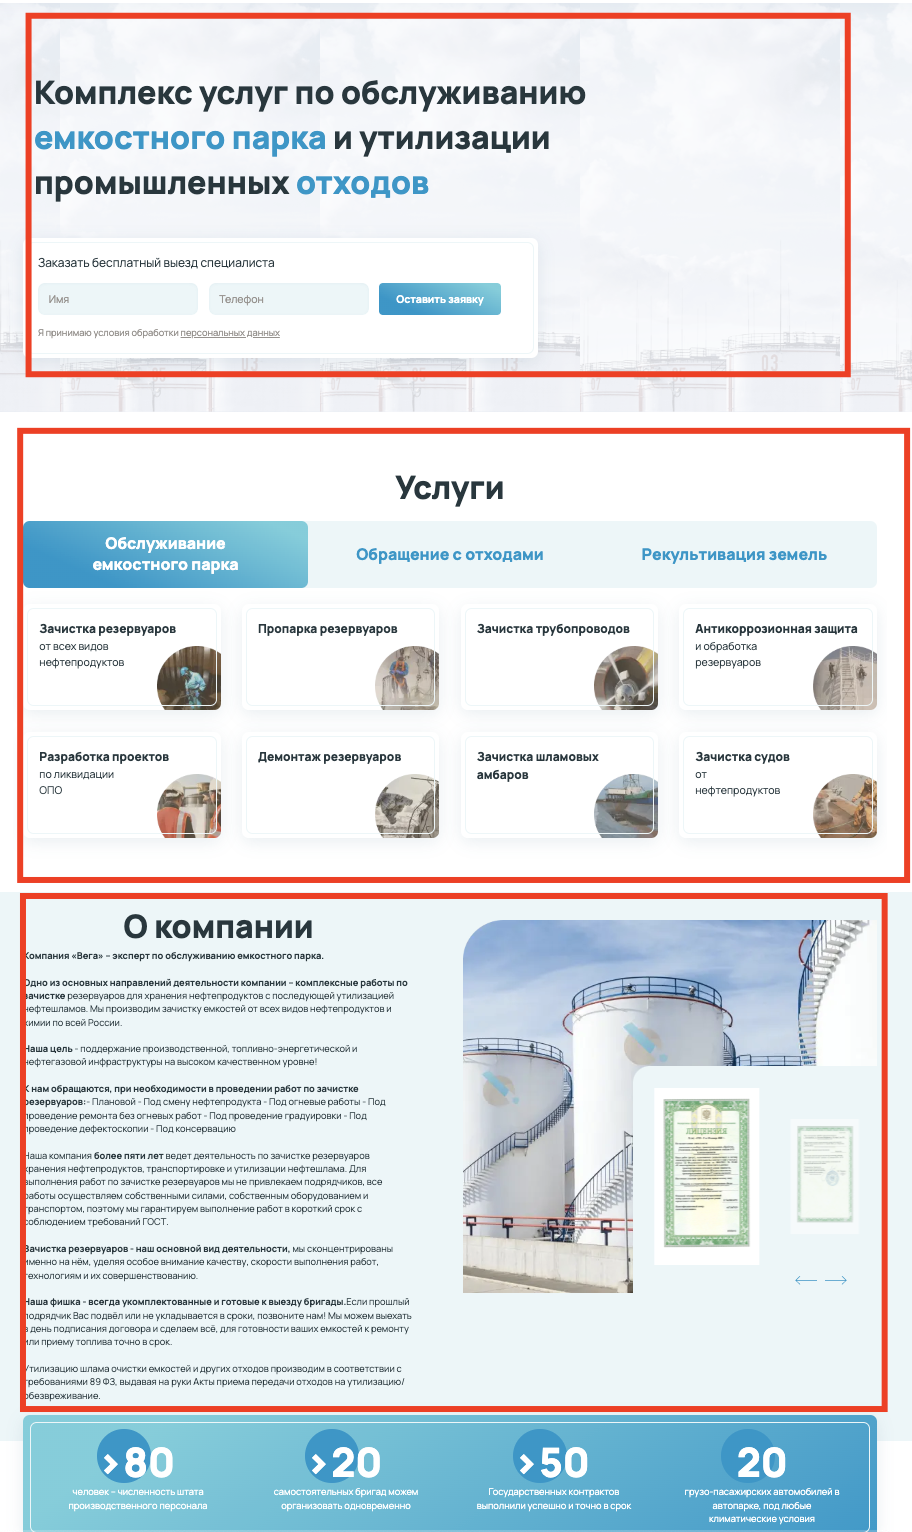 Комплекс услуг по обслуживанию
емкостного парка и утилизации
промышленных отходов
Заказать бесплатный выезд специалиста
Имя
Телефон
Оставить заявку
Я принимаю условия обработки персональных данных
Услуги
Обслуживание
емкостного парка
Обращение с отходами
Рекультивация земель
Зачистка резервуаров
от всех видов
нефтепродуктов
Пропарка резервуаров
Зачистка трубопроводов
Антикоррозионная защита
и обработка
резервуаров
Разработка проектов
по ликвидации
ОПО
Демонтаж резервуаров
Зачистка шламовых
амбаров
Зачистка судов
от
нефтепродуктов
О компании
Компания «Вега» – эксперт по обслуживанию емкостного парка.
Одно из основных направлений деятельности компании – комплексные работы по
зачистке резервуаров для хранения нефтепродуктов с последующей утилизацией
нефтешламов. Мы производим зачистку емкостей от всех видов нефтепродуктов и
химии по всей России.
Наша цель - поддержание производственной, топливно-энергетической и
нефтегазовой инфраструктуры на высоком качественном уровне!
К нам обращаются, при необходимости в проведении работ по зачистке
резервуаров:- Плановой - Под смену нефтепродукта - Под огневые работы - Под
проведение ремонта без огневых работ - Под проведение градуировки - Под
проведение дефектоскопии - Под консервацию
Наша компания более пяти лет ведет деятельность по зачистке резервуаров
хранения нефтепродуктов, транспортировке и утилизации нефтешлама. Для
выполнения работ по зачистке резервуаров мы не привлекаем подрядчиков, все
работы осуществляем собственными силами, собственным оборудованием и
транспортом, поэтому мы гарантируем выполнение работ в короткий срок с
соблюдением требований ГОСТ.
Зачистка резервуаров - наш основной вид деятельности, мы сконцентрированы
именно на нём, уделяя особое внимание качеству, скорости выполнения работ,
технологиям и их совершенствованию.
Наша фишка - всегда укомплектованные и готовые к выезду бригады.Если прошлый
подрядчик Вас подвёл или не укладывается в сроки, позвоните нам! Мы можем выехать
в день подписания договора и сделаем всё, для готовности ваших емкостей к ремонту
или приему топлива точно в срок.
Утилизацию шлама очистки емкостей и других отходов производим в соответствии с
требованиями 89 ФЗ, выдавая на руки Акты приема передачи отходов на утилизацию/
обезвреживание.
ЛИЦЕНЗИЯ
>80
человек – численность штата
производственного персонала
>20
самостоятельных бригад можем
организовать одновременно
>50
Государственных контрактов
выполнили успешно и точно в срок
20
грузо-пасажирских автомобилей в
автопарке, под любые
климатические условия